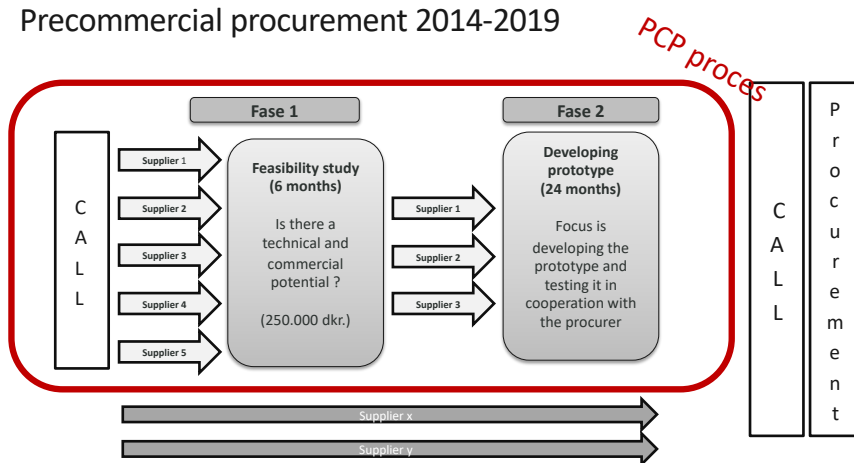 Precommercial procurement 2014-2019
PCP proces
Fase 1
Fase 2
CALL
Supplier 1
Supplier 2
Supplier 3
Supplier 4
Supplier 5
Feasibility study
(6 months)
Is there a
technical and
commercial
potential ?
(250.000 dkr.)
Supplier 1
Supplier 2
Supplier 3
Developing
prototype
(24 months)
Focus is
developing the
prototype and
testing it in
cooperation with
the procurer
CALL
Procurement
Supplier x
Supplier y